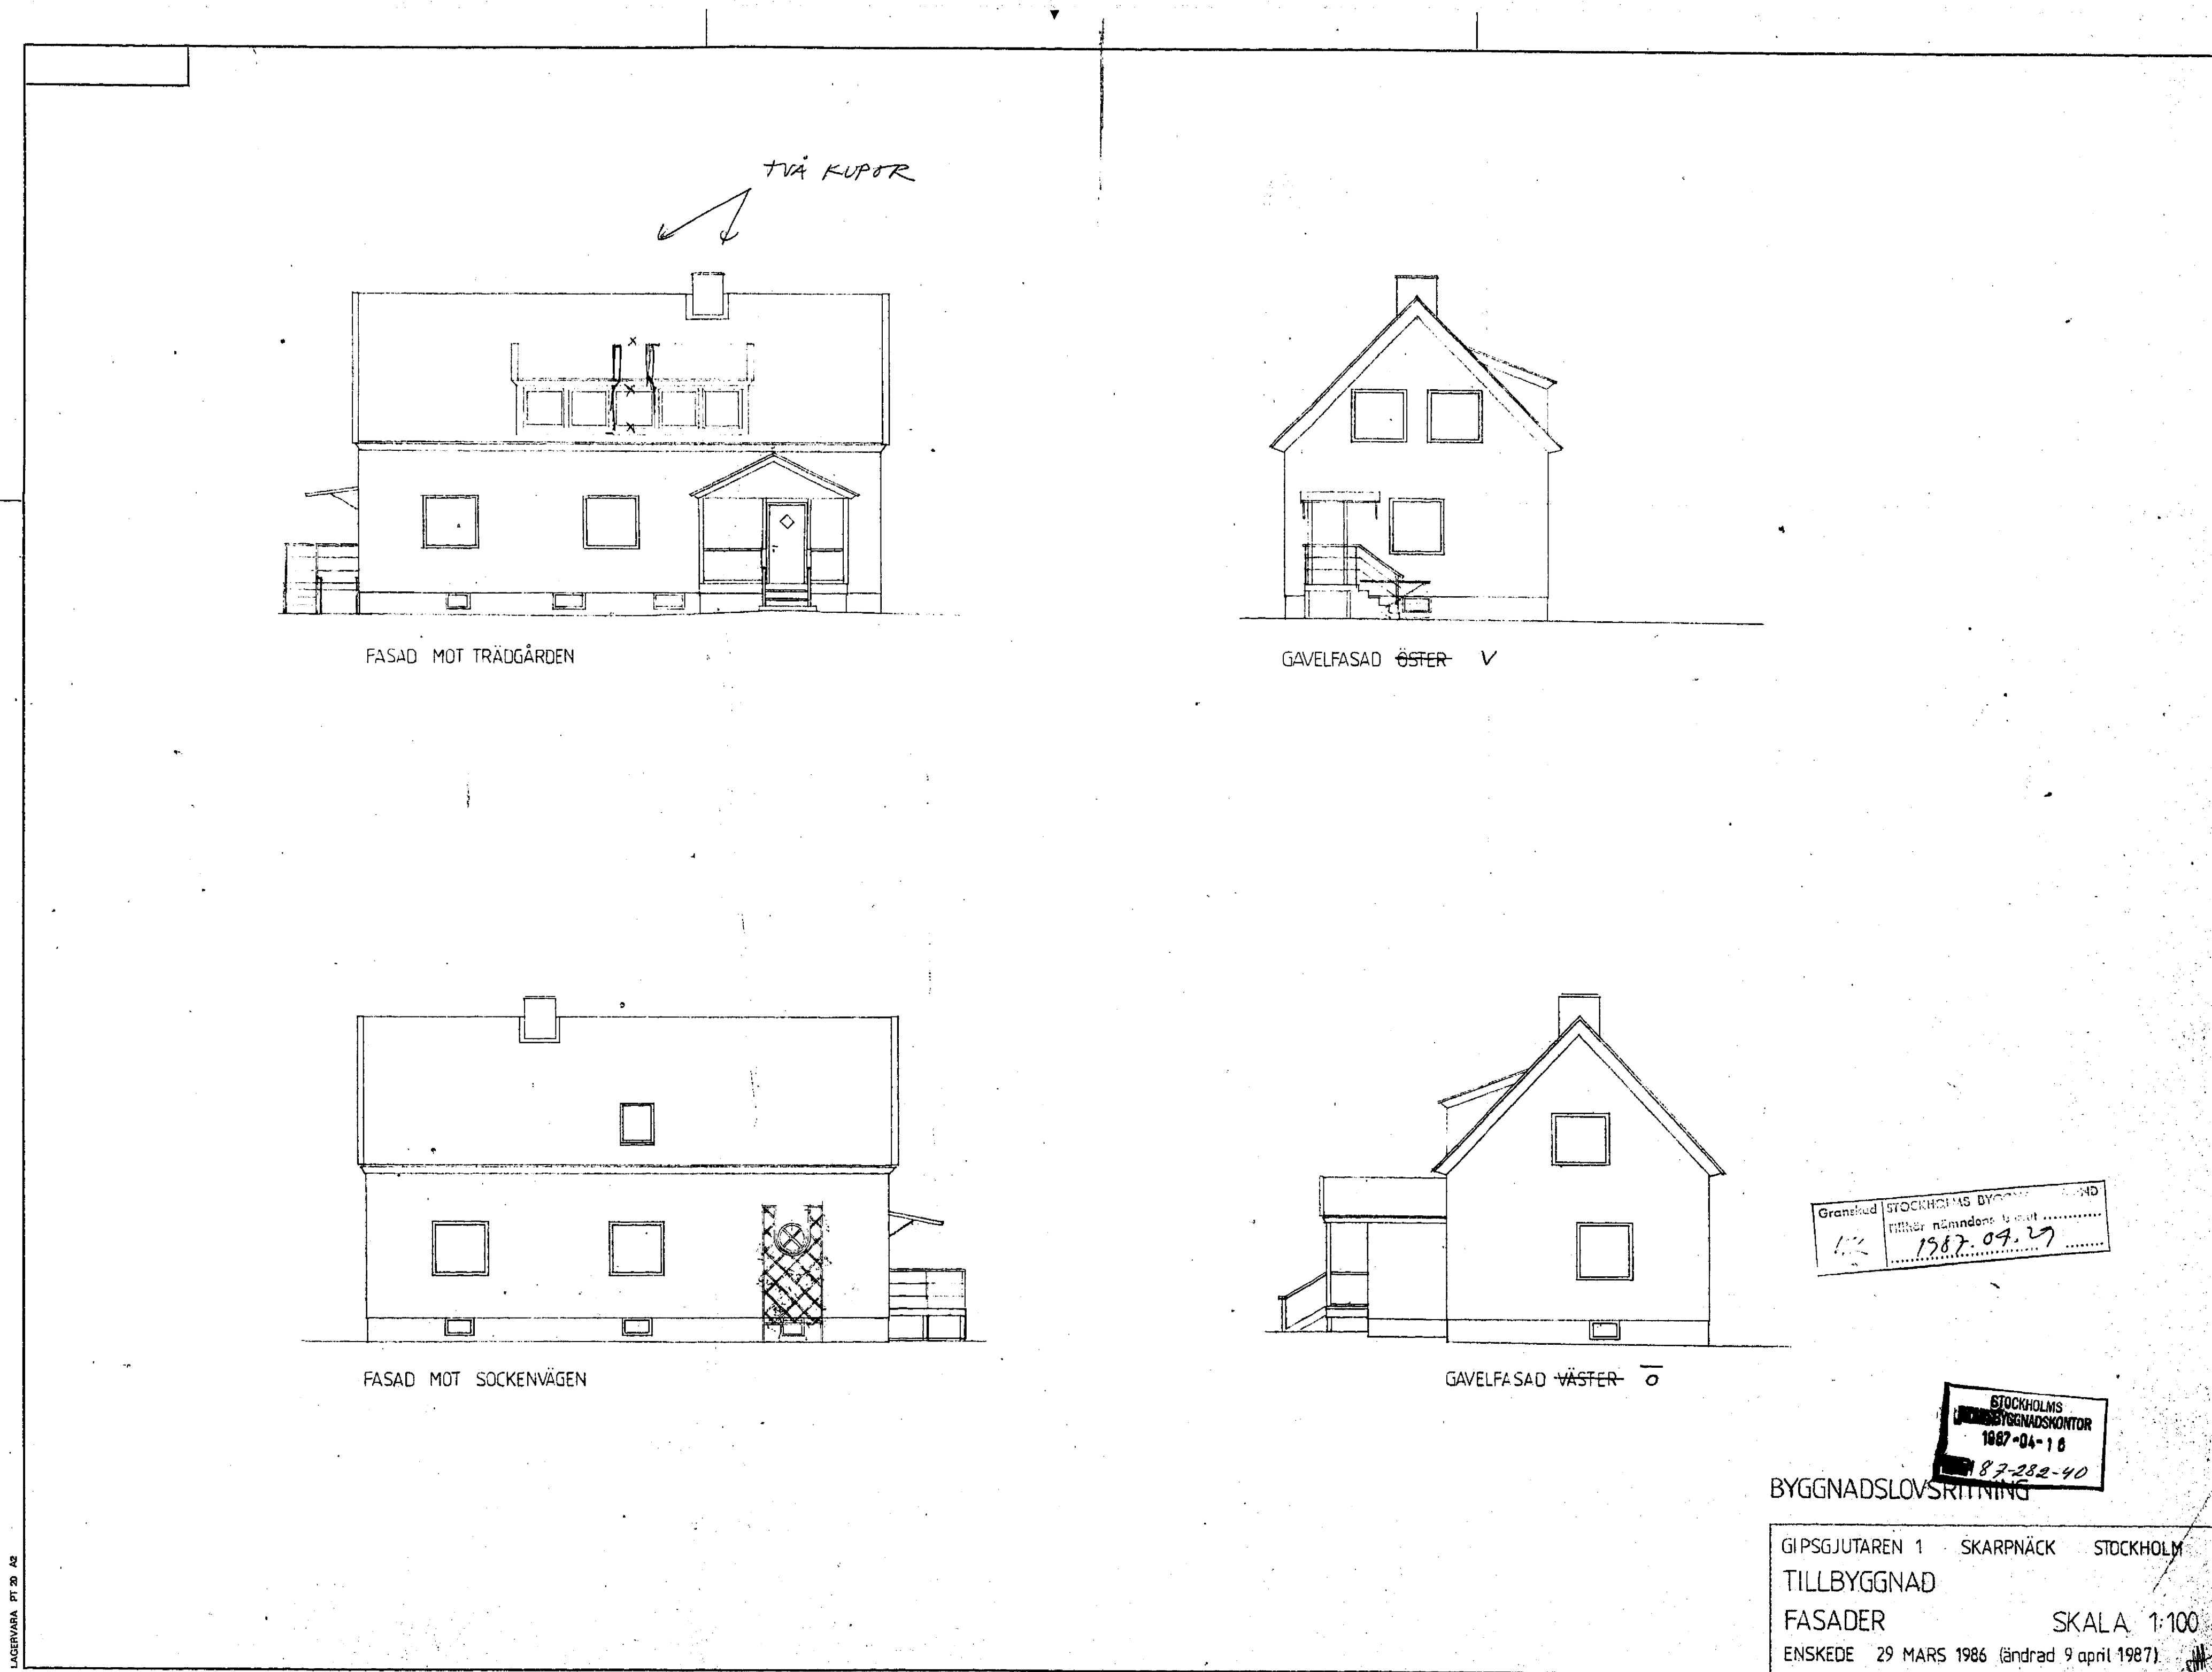 TVÅ KUPOR
FASAD MOT TRÄDGÅRDEN
GAVELFASAD ÖSTER V
FASAD MOT SOCKENVÄGEN
GAVELFASAD VÄSTER Ö
Granskad
STOCKHOLMS
Tillhör nämndens beslut
1987.04.29
STOCKHOLMS
BYGGNADSKONTOR
1987-04-16
87-282-40
BYGGNADSLOVSRITNING
GIPSGJUTAREN 1 SKARPNÄCK STOCKHOLM
TILLBYGGNAD
FASADER SKALA 1:100
ENSKEDE 29 MARS 1986 (ändrad 9 april 1987)
LAGERVARA PT 20 A2